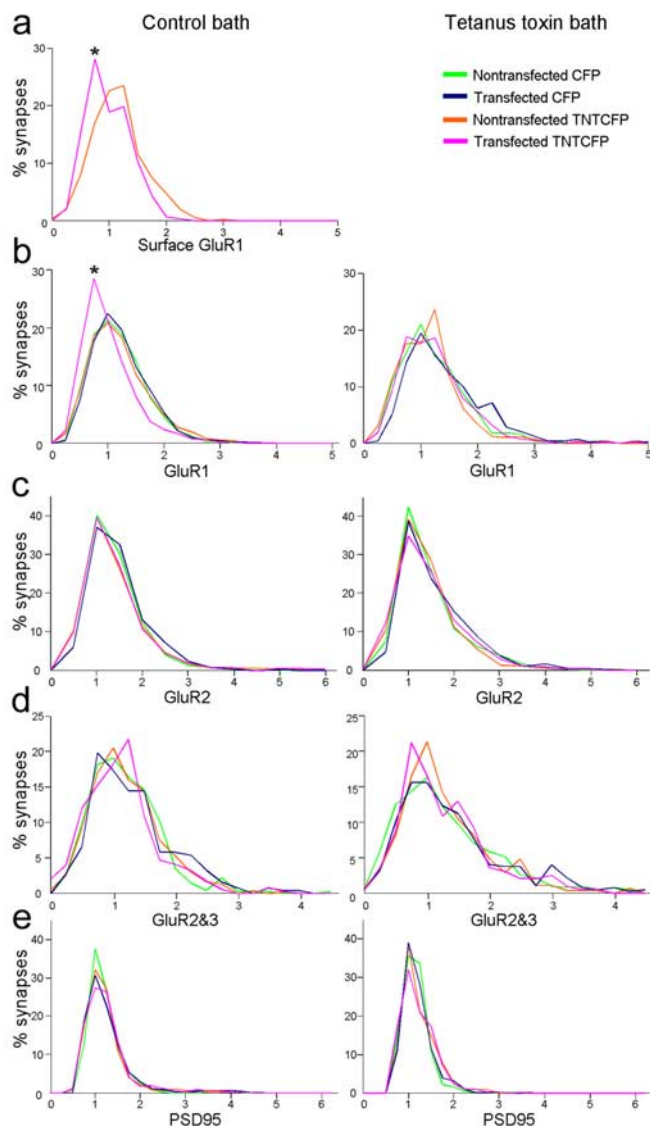 a
Control bath
Tetanus toxin bath
*
30
20
10
0
% synapses
0 1 2 3 4 5
Surface GluR1
Nontransfected CFP
Transfected CFP
Nontransfected TNTCFP
Transfected TNTCFP
b
*
30
20
10
0
% synapses
0 1 2 3 4 5
GluR1
30
20
10
0
0 1 2 3 4 5
GluR1
c
40
30
20
10
0
% synapses
0 1 2 3 4 5 6
GluR2
40
30
20
10
0
0 1 2 3 4 5 6
GluR2
d
25
20
15
10
5
0
% synapses
0 1 2 3 4
GluR2&3
25
20
15
10
5
0
0 1 2 3 4
GluR2&3
e
40
30
20
10
0
% synapses
0 1 2 3 4 5 6
PSD95
40
30
20
10
0
0 1 2 3 4 5 6
PSD95